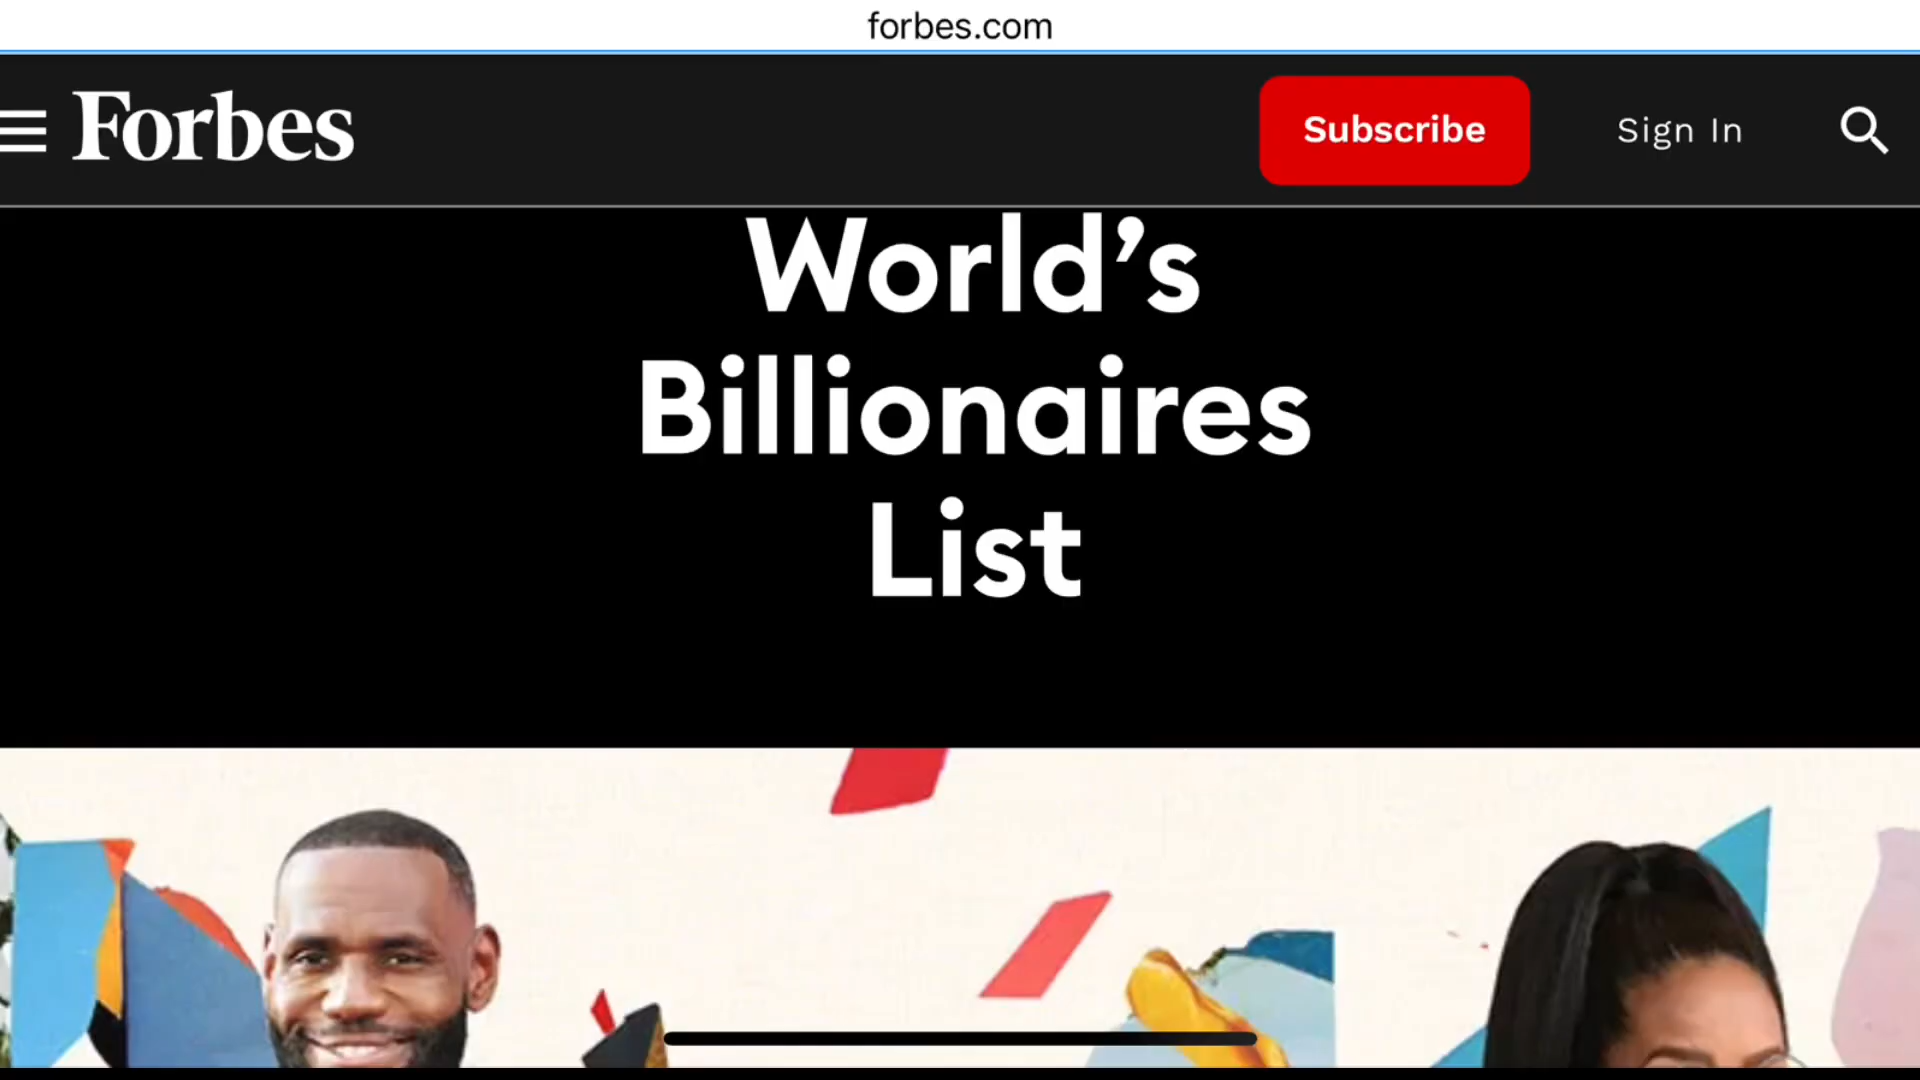 forbes.com
Forbes
Subscribe
Sign In
World’s
Billionaires
List